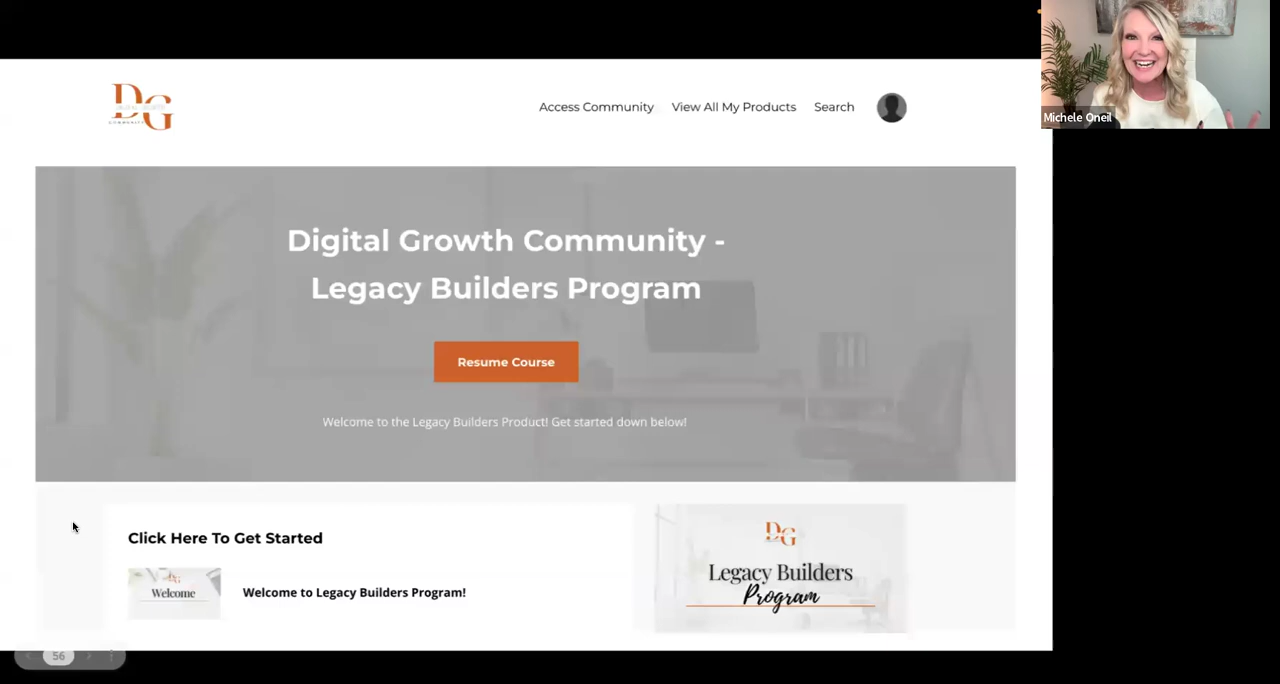 DG
Access Community
View All My Products
Search
Michele Oneil
Digital Growth Community -
Legacy Builders Program
Resume Course
Welcome to the Legacy Builders Product! Get started down below!
Click Here To Get Started
DG
Welcome
Welcome to Legacy Builders Program!
DG
Legacy Builders
Program
56